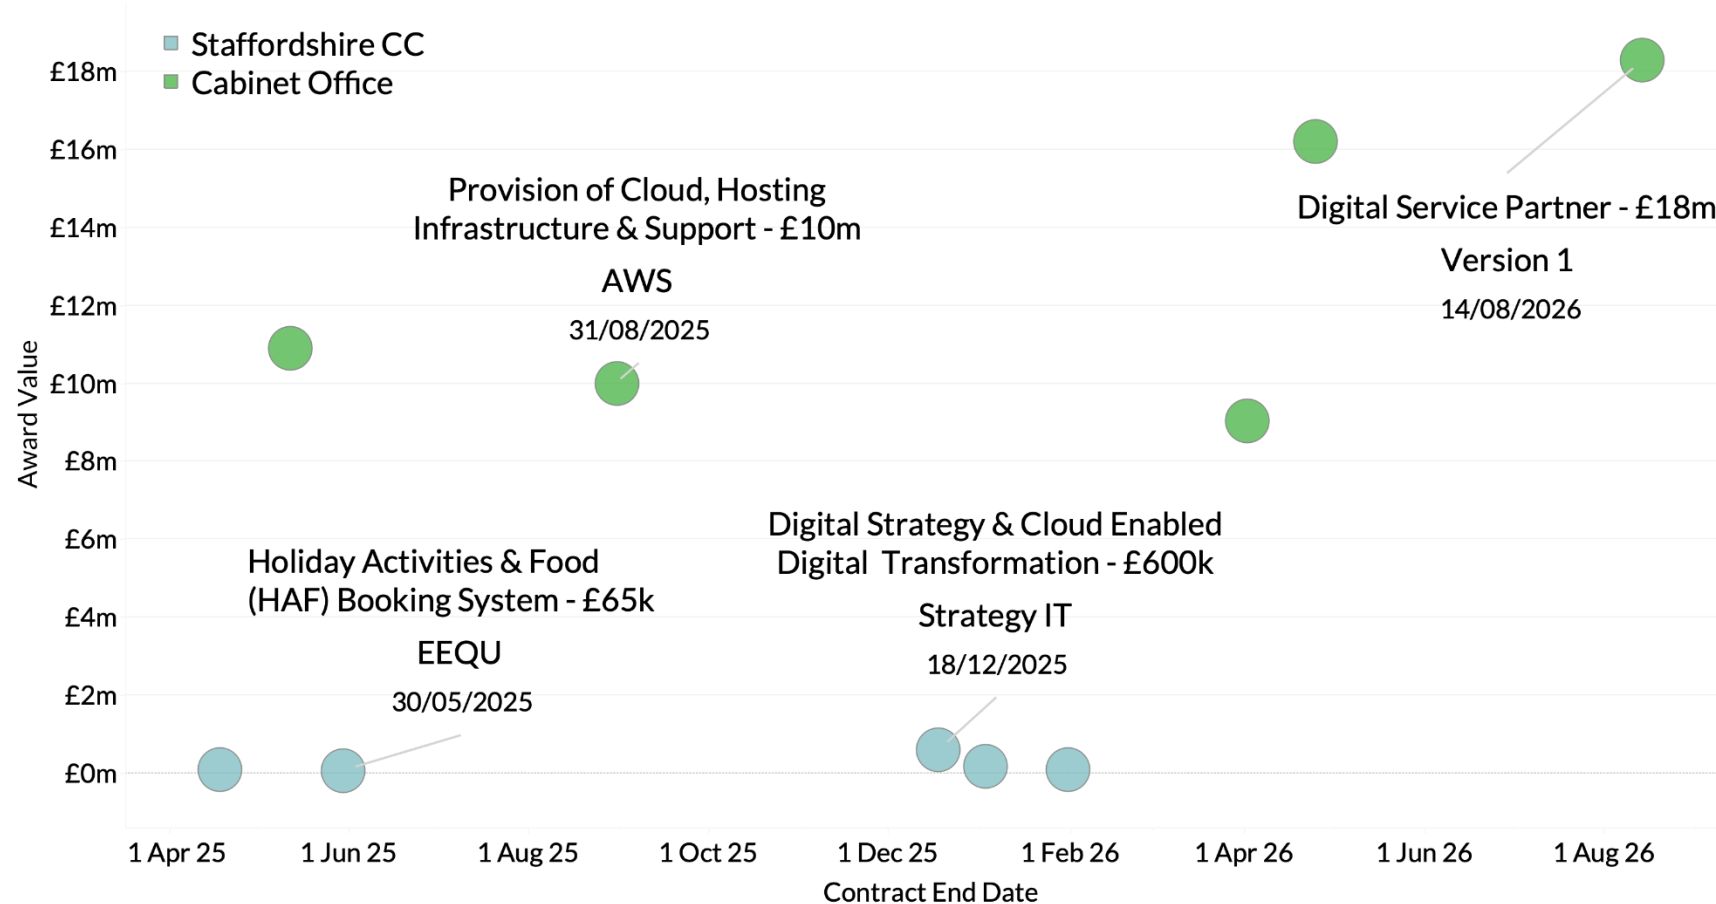 Staffordshire CC
Cabinet Office
£18m
£16m
£14m
£12m
£10m
£8m
£6m
£4m
£2m
£0m
Award Value
Provision of Cloud, Hosting
Infrastructure & Support - £10m
AWS
31/08/2025
Digital Service Partner - £18m
Version 1
14/08/2026
Holiday Activities & Food
(HAF) Booking System - £65k
EEQU
30/05/2025
Digital Strategy & Cloud Enabled
Digital  Transformation - £600k
Strategy IT
18/12/2025
1 Apr 25
1 Jun 25
1 Aug 25
1 Oct 25
1 Dec 25
1 Feb 26
1 Apr 26
1 Jun 26
1 Aug 26
Contract End Date